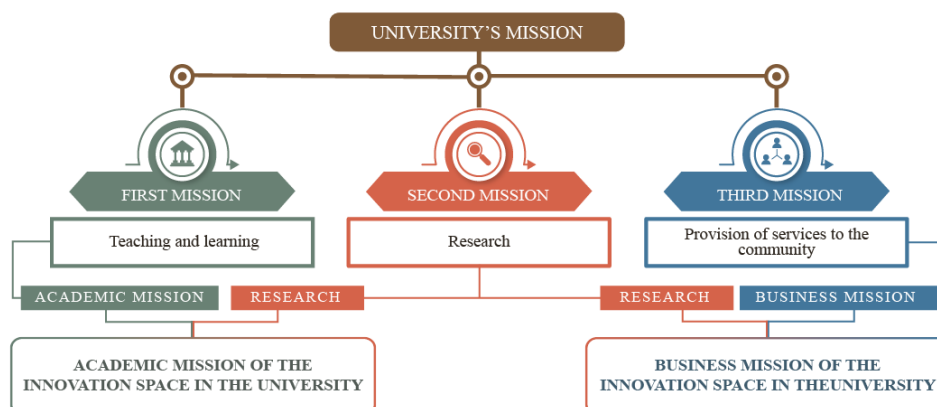 UNIVERSITY'S MISSION
FIRST MISSION
SECOND MISSION
THIRD MISSION
Teaching and learning
Research
Provision of services to the
community
ACADEMIC MISSION
RESEARCH
RESEARCH
BUSINESS MISSION
ACADEMIC MISSION OF THE
INNOVATION SPACE IN THE UNIVERSITY
BUSINESS MISSION OF THE
INNOVATION SPACE IN THEUNIVERSITY